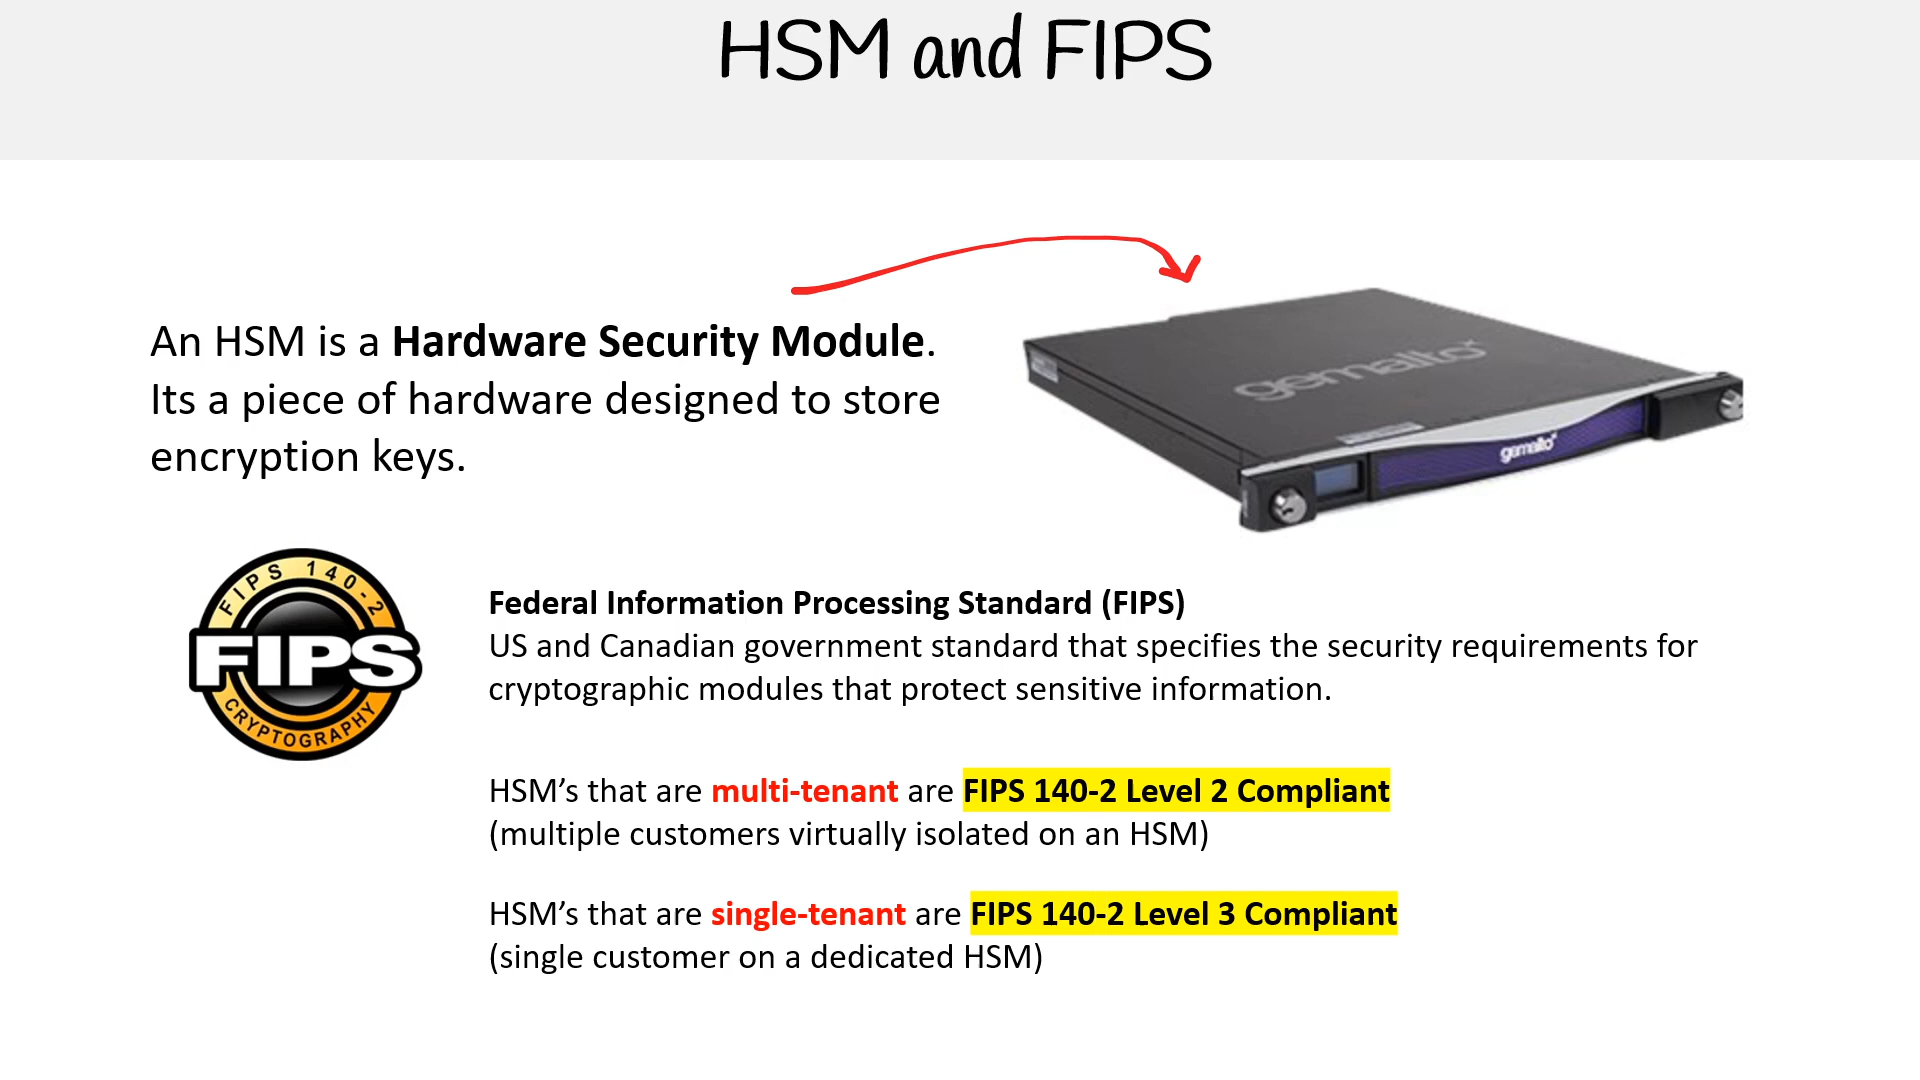 HSM and FIPS
An HSM is a Hardware Security Module.
Its a piece of hardware designed to store
encryption keys.
gemalto
gemalto
FIPS 140-2
FIPS
CRYPTOGRAPHY
Federal Information Processing Standard (FIPS)
US and Canadian government standard that specifies the security requirements for
cryptographic modules that protect sensitive information.
HSM’s that are multi-tenant are FIPS 140-2 Level 2 Compliant
(multiple customers virtually isolated on an HSM)
HSM’s that are single-tenant are FIPS 140-2 Level 3 Compliant
(single customer on a dedicated HSM)